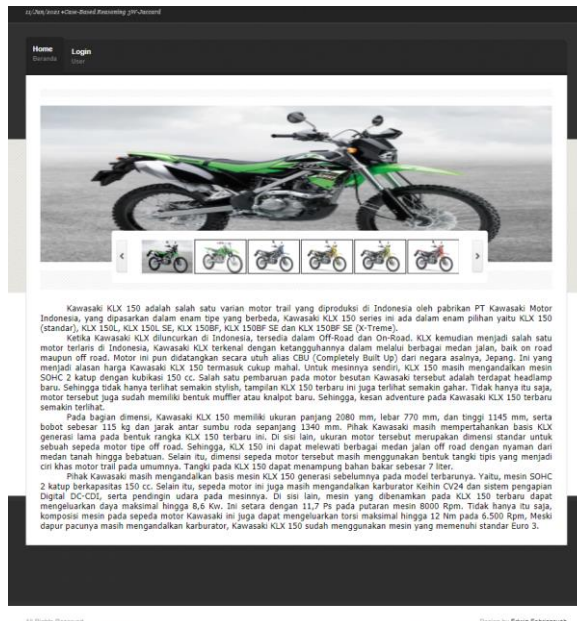 11/Jan/2021 •Case-Based Reasoning 3W-Jaccard
Home
Beranda
Login
User
Kawasaki KLX 150 adalah salah satu varian motor trail yang diproduksi di Indonesia oleh pabrikan PT Kawasaki Motor
Indonesia, yang dipasarkan dalam enam tipe yang berbeda, Kawasaki KLX 150 series ini ada dalam enam pilihan yaitu KLX 150
(standar), KLX 150L, KLX 150L SE, KLX 150BF, KLX 150BF SE dan KLX 150BF SE (X-Treme).
Ketika Kawasaki KLX diluncurkan di Indonesia, tersedia dalam Off-Road dan On-Road. KLX kemudian menjadi salah satu
motor terlaris di Indonesia, Kawasaki KLX terkenal dengan ketangguhannya dalam melalui berbagai medan jalan, baik on road
maupun off road. Motor ini pun didatangkan secara utuh alias CBU (Completely Built Up) dari negara asalnya, Jepang. Ini yang
menjadi alasan harga Kawasaki KLX 150 termasuk cukup mahal. Untuk mesinnya sendiri, KLX 150 masih mengandalkan mesin
SOHC 2 katup dengan kubikasi 150 cc. Salah satu pembaruan pada motor besutan Kawasaki tersebut adalah terdapat headlamp
baru. Sehingga tidak hanya terlihat semakin stylish, tampilan KLX 150 terbaru ini juga terlihat semakin gahar. Tidak hanya itu saja,
motor tersebut juga sudah memiliki bentuk muffler atau knalpot baru. Sehingga, kesan adventure pada Kawasaki KLX 150 terbaru
semakin terlihat.
Pada bagian dimensi, Kawasaki KLX 150 memiliki ukuran panjang 2080 mm, lebar 770 mm, dan tinggi 1145 mm, serta
bobot sebesar 115 kg dan jarak antar sumbu roda sepanjang 1340 mm. Pihak Kawasaki masih mempertahankan basis KLX
generasi lama pada bentuk rangka KLX 150 terbaru ini. Di sisi lain, ukuran motor tersebut merupakan dimensi standar untuk
sebuah sepeda motor tipe off road. Sehingga, KLX 150 ini dapat melewati berbagai medan jalan off road dengan nyaman dari
medan tanah hingga bebatuan. Selain itu, dimensi sepeda motor tersebut masih menggunakan bentuk tangki tipis yang menjadi
ciri khas motor trail pada umumnya. Tangki pada KLX 150 dapat menampung bahan bakar sebesar 7 liter.
Pihak Kawasaki masih mengandalkan basis mesin KLX 150 generasi sebelumnya pada model terbarunya. Yaitu, mesin SOHC
2 katup berkapasitas 150 cc. Selain itu, sepeda motor ini juga masih mengandalkan karburator Keihin CV24 dan sistem pengapian
Digital DC-CDI, serta pendingin udara pada mesinnya. Di sisi lain, mesin yang dibenamkan pada KLX 150 terbaru dapat
mengeluarkan daya maksimal hingga 8,6 Kw. Ini setara dengan 11,7 Ps pada putaran mesin 8000 Rpm. Tidak hanya itu saja,
komposisi mesin pada sepeda motor Kawasaki ini juga dapat mengeluarkan torsi maksimal hingga 12 Nm pada 6.500 Rpm, Meski
dapur pacunya masih mengandalkan karburator, Kawasaki KLX 150 sudah menggunakan mesin yang memenuhi standar Euro 3.